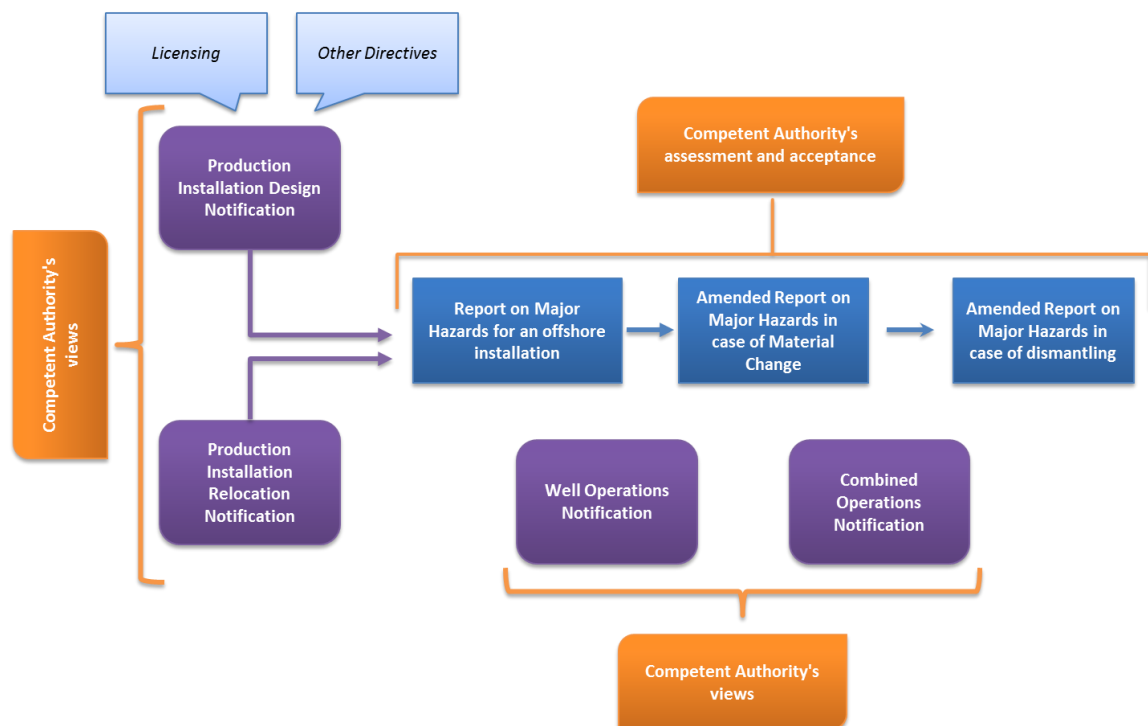 Licensing
Other Directives
Competent Authority's
assessment and acceptance
Production
Installation Design
Notification
Competent Authority's
views
Report on Major
Hazards for an offshore
installation
Amended Report on
Major Hazards in
case of Material
Change
Amended Report on
Major Hazards in
case of dismantling
Production
Installation
Relocation
Notification
Well Operations
Notification
Combined
Operations
Notification
Competent Authority's
views